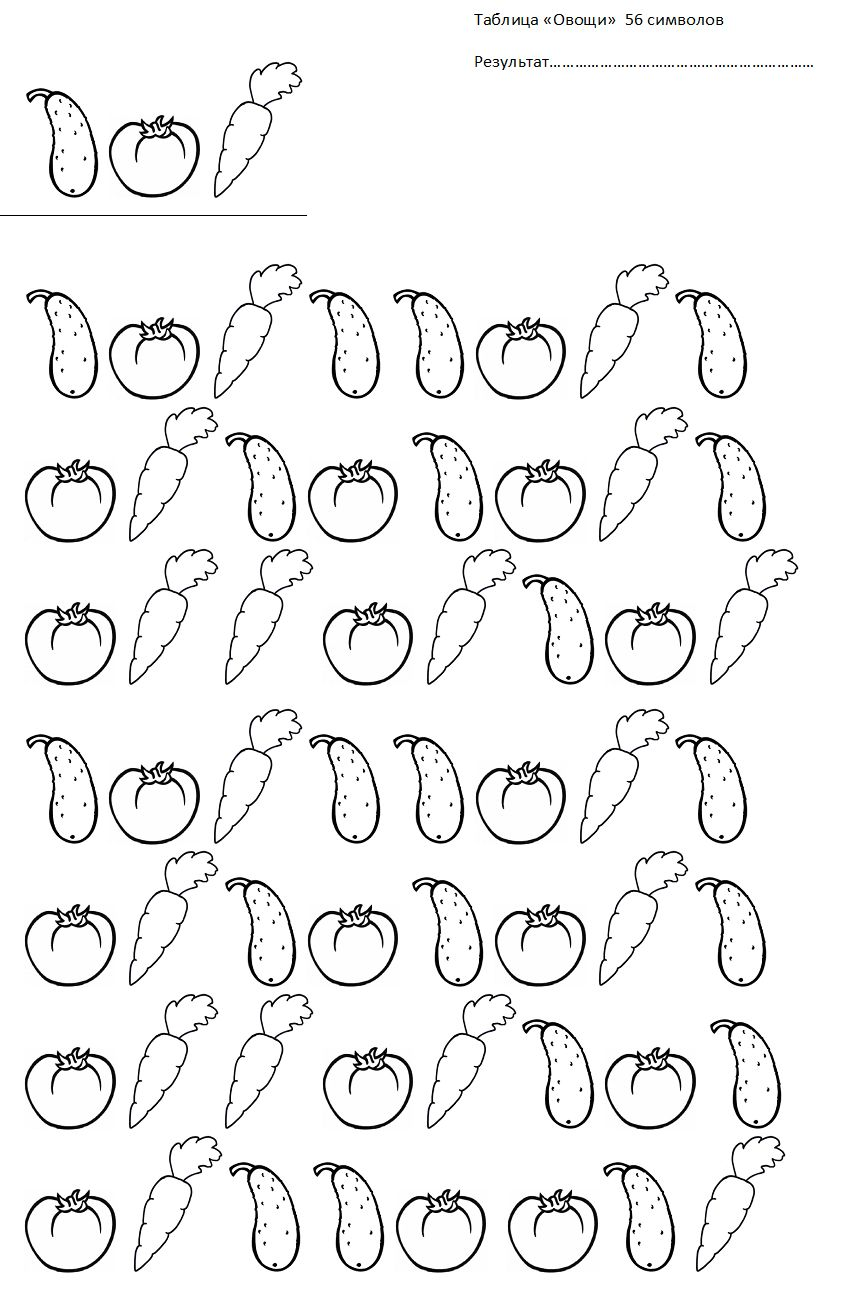 Таблица «Овощи»  56 символов
Результат……………………………………………………